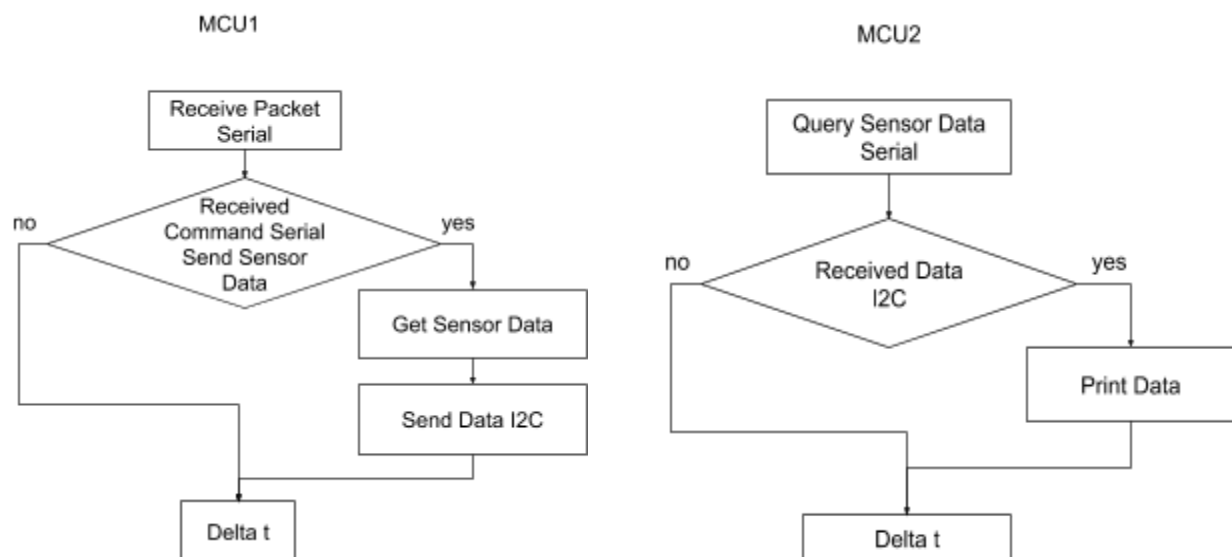 MCU1
Receive Packet
Serial
no
yes
Received
Command Serial
Send Sensor
Data
Get Sensor Data
Send Data I2C
Delta t
MCU2
Query Sensor Data
Serial
no
yes
Received Data
I2C
Print Data
Delta t